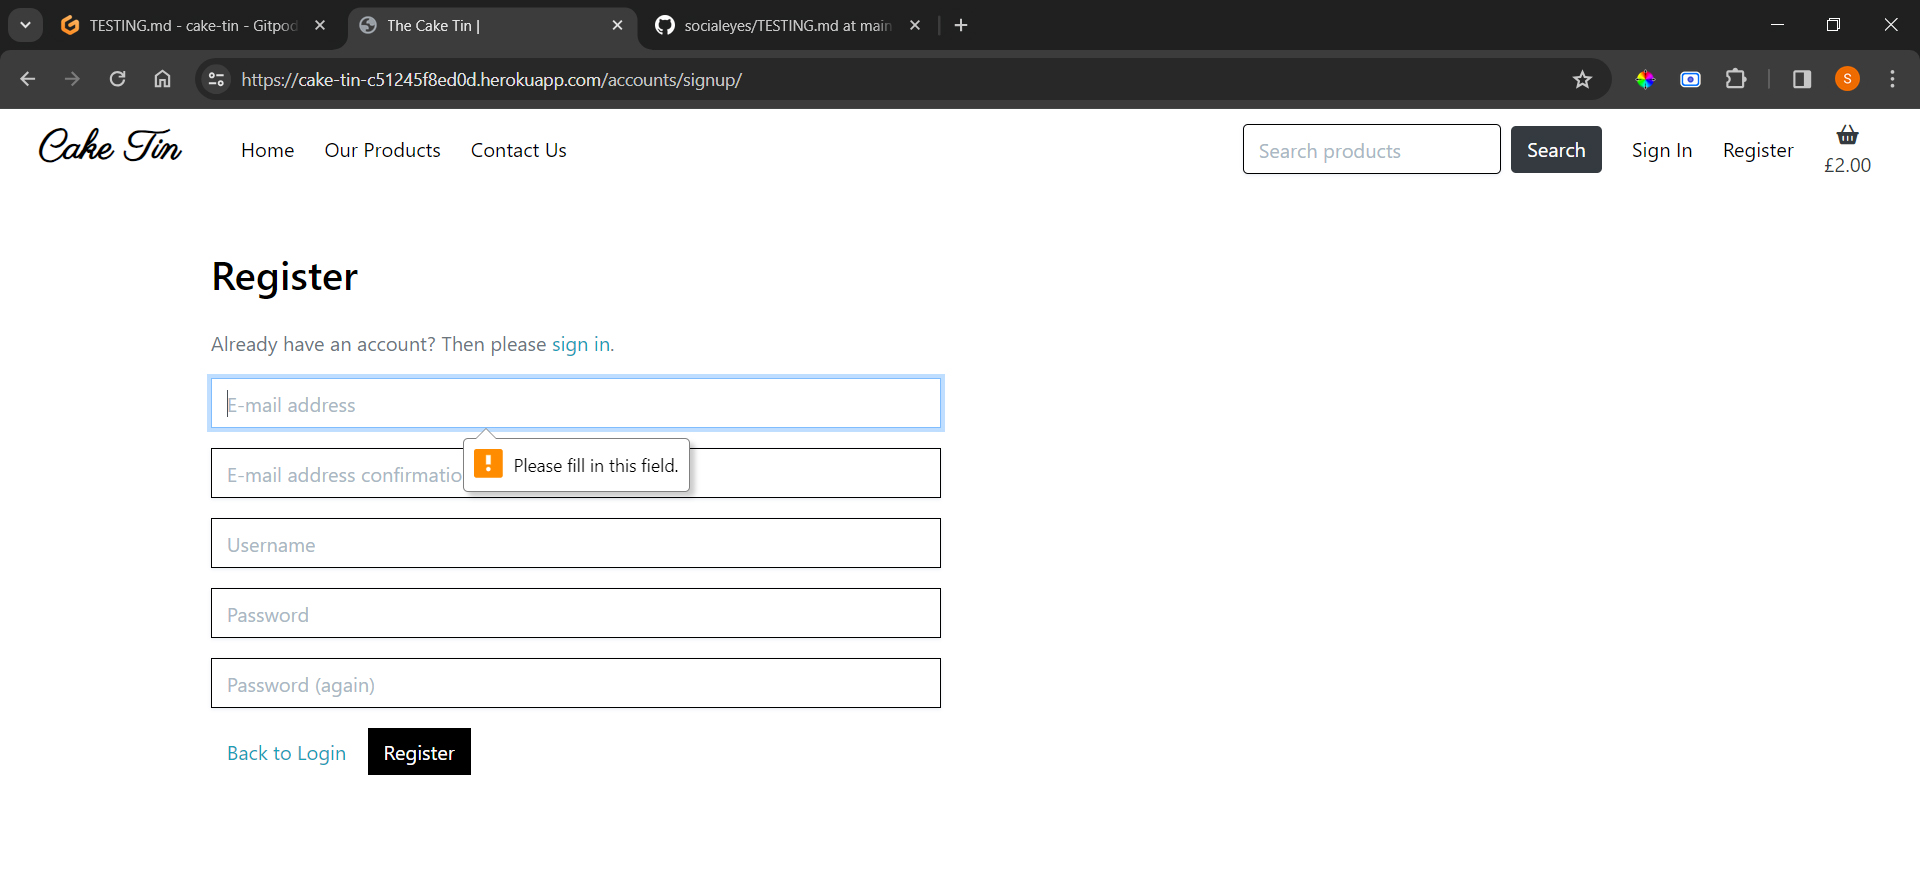 TESTING.md - cake-tin - Gitpod
The Cake Tin |
socialeyes/TESTING.md at main
https://cake-tin-c51245f8ed0d.herokuapp.com/accounts/signup/
S
Cake Tin
Home
Our Products
Contact Us
Search products
Search
Sign In
Register
£2.00
Register
Already have an account? Then please sign in.
E-mail address
Please fill in this field.
E-mail address confirmatio
Username
Password
Password (again)
Back to Login
Register